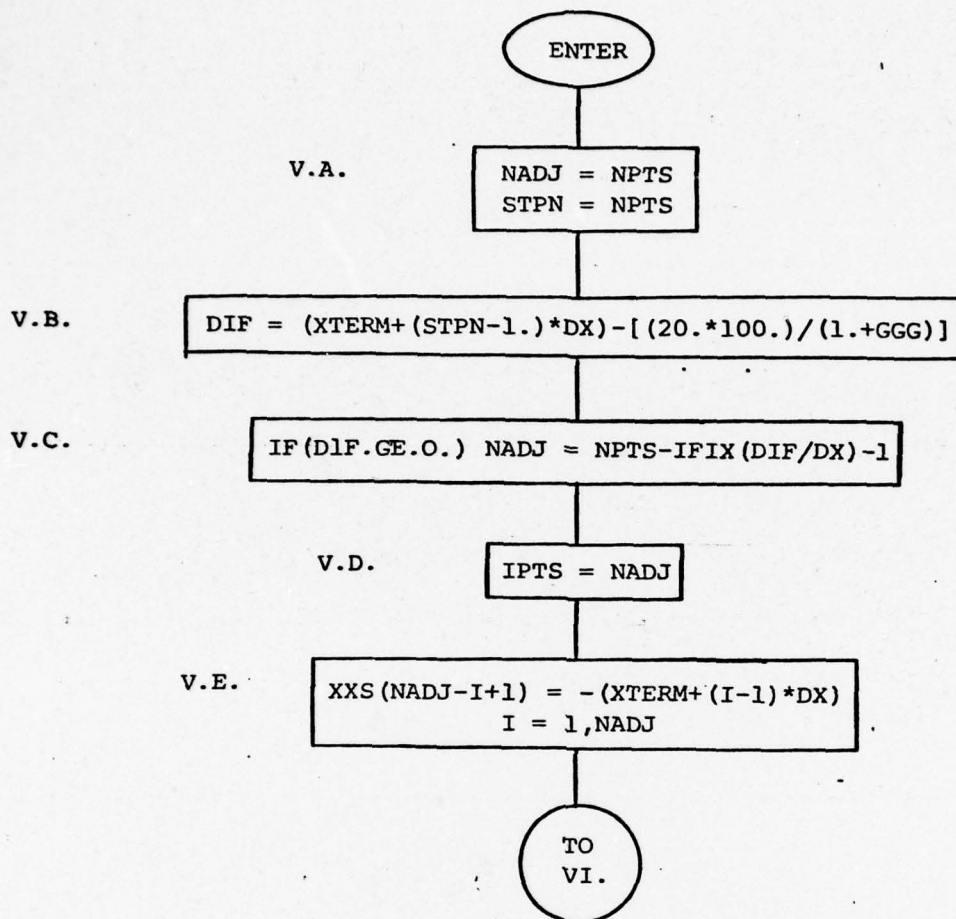 ENTER
V.A.
NADJ = NPTS
STPN = NPTS
V.B.
DIF = (XTERM+(STPN-1.)*DX)-[(20.*100.)/(1.+GGG)]
V.C.
IF(DIF.GE.O.) NADJ = NPTS-IFIX(DIF/DX)-1
V.D.
IPTS = NADJ
V.E.
XXS(NADJ-I+1) = -(XTERM+(I-1)*DX)
I = 1,NADJ
TO
VI.